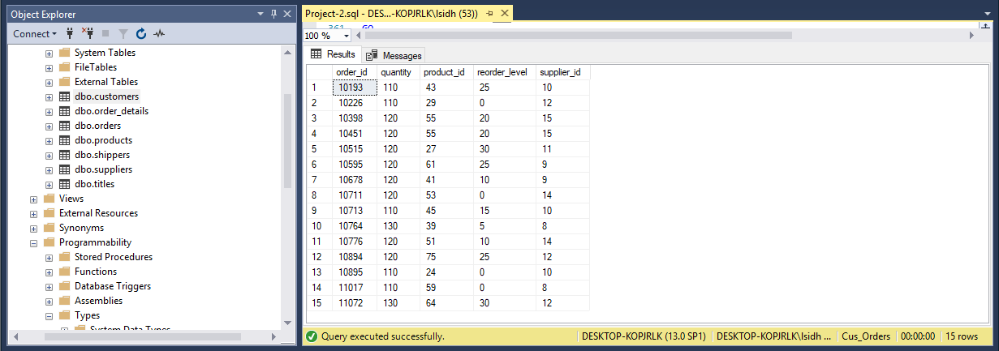 Object Explorer
Connect
System Tables
FileTables
External Tables
dbo.customers
dbo.order_details
dbo.orders
dbo.products
dbo.shippers
dbo.suppliers
dbo.titles
Views
External Resources
Synonyms
Programmability
Stored Procedures
Functions
Database Triggers
Assemblies
Types
System Data Types
Project-2.sql - DES...-KOPJRLK\lsidh (53))
361 GO
100 %
Results Messages
order_id quantity product_id reorder_level supplier_id
1 10193 110 43 25 10
2 10226 110 29 0 12
3 10398 120 55 20 15
4 10451 120 55 20 15
5 10515 120 27 30 11
6 10595 120 61 25 9
7 10678 120 41 10 9
8 10711 120 53 0 14
9 10713 110 45 15 10
10 10764 130 39 5 8
11 10776 120 51 10 14
12 10894 120 75 25 12
13 10895 110 24 0 10
14 11017 110 59 0 8
15 11072 130 64 30 12
Query executed successfully. DESKTOP-KOPJRLK (13.0 SP1) DESKTOP-KOPJRLK\lsidh ... Cus_Orders 00:00:00 15 rows